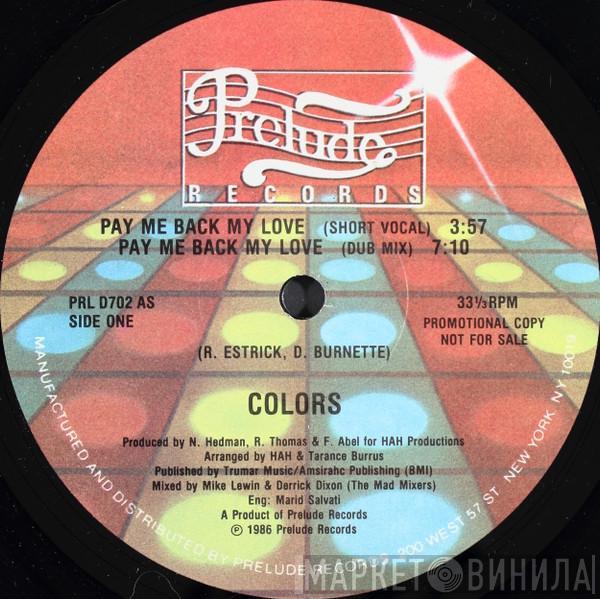 Prelude
RECORDS
PAY ME BACK MY LOVE (SHORT VOCAL) 3:57
PAY ME BACK MY LOVE (DUB MIX) 7:10
PRL D702 AS
SIDE ONE
33⅓RPM
PROMOTIONAL COPY
NOT FOR SALE
(R. ESTRICK, D. BURNETTE)
COLORS
Produced by N. Hedman, R. Thomas & F. Abel for HAH Productions
Arranged by HAH & Tarance Burrus
Published by Trumar Music/Amsirahc Publishing (BMI)
Mixed by Mike Lewin & Derrick Dixon (The Mad Mixers)
Eng: Marid Salvati
A Product of Prelude Records
℗ 1986 Prelude Records
MANUFACTURED AND DISTRIBUTED BY PRELUDE RECORDS, 200 WEST 57 ST. NEW YORK, NY 10019
МАРКЕТ ВИНИЛА